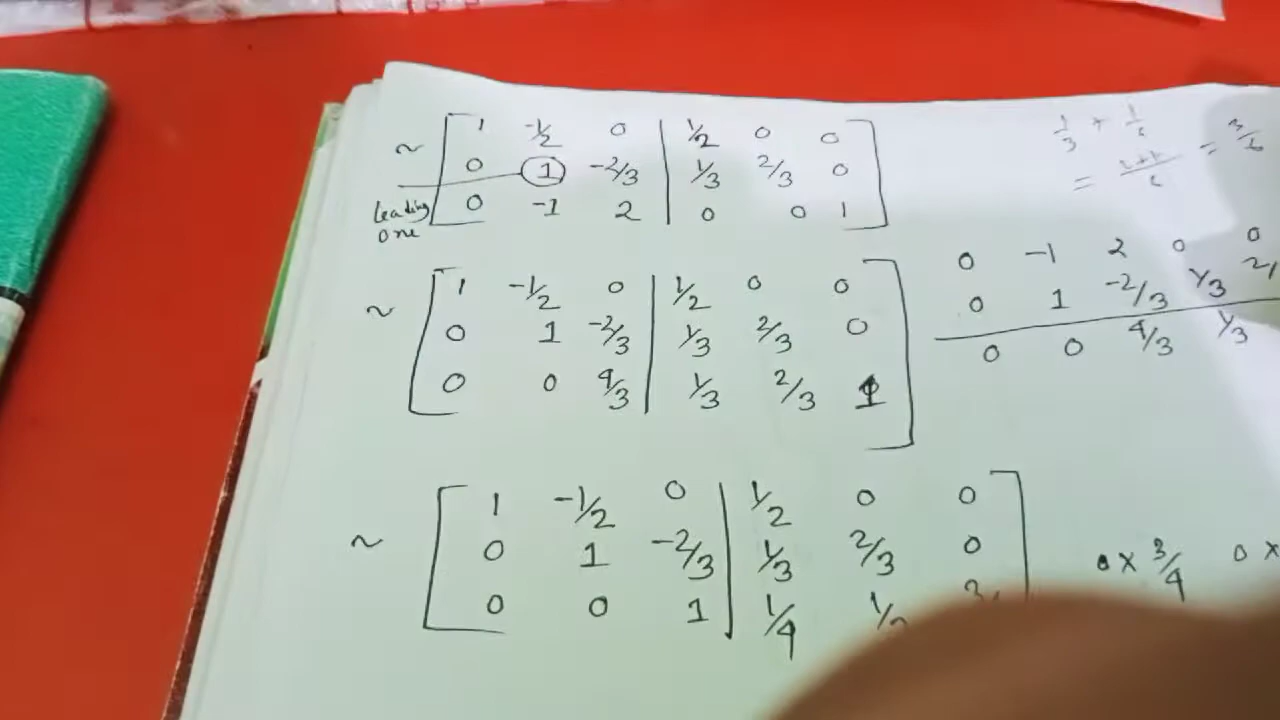 ~ 1 -1/2 0 | 1/2 0 0
0 1 -2/3 | 1/3 2/3 0
leading one
0 -1 2 | 0 0 1
1/3 + 1/6
= = 3/6
~ 1 -1/2 0 | 1/2 0 0
0 1 -2/3 | 1/3 2/3 0
0 0 4/3 | 1/3 2/3 1
0 -1 2 0 0
0 1 -2/3 1/3 2/
0 0 4/3 1/3
~ 1 -1/2 0 | 1/2 0 0
0 1 -2/3 | 1/3 2/3 0
0 0 1 | 1/4 1/
0 × 3/4 0 ×